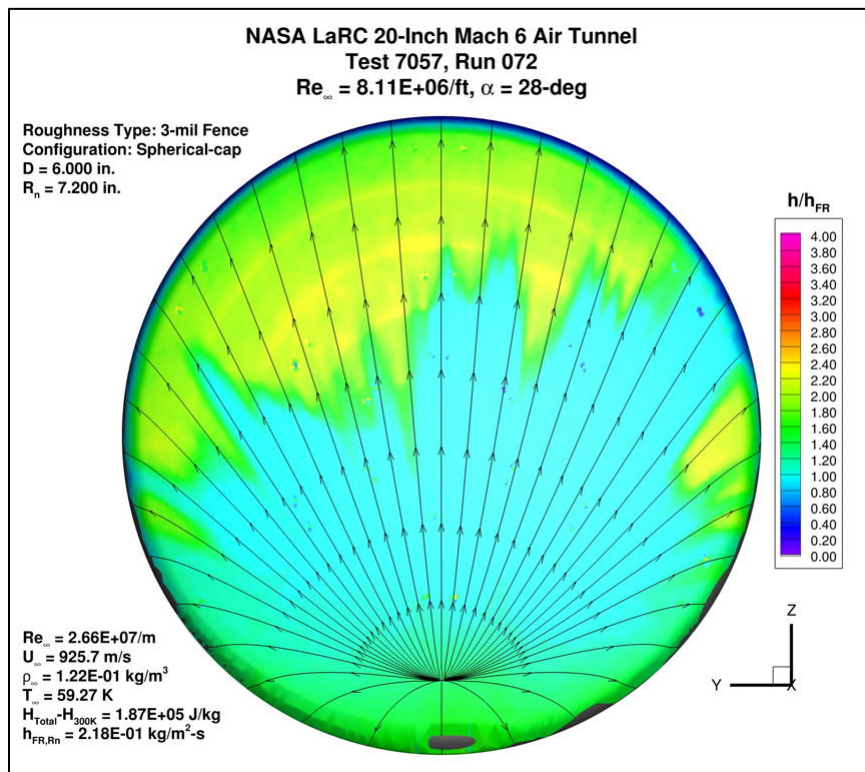 NASA LaRC 20-Inch Mach 6 Air Tunnel
Test 7057, Run 072
Re∞ = 8.11E+06/ft, α = 28-deg
Roughness Type: 3-mil Fence
Configuration: Spherical-cap
D = 6.000 in.
Rn = 7.200 in.
h/hFR
4.00
3.80
3.60
3.40
3.20
3.00
2.80
2.60
2.40
2.20
2.00
1.80
1.60
1.40
1.20
1.00
0.80
0.60
0.40
0.20
0.00
Re∞ = 2.66E+07/m
U∞ = 925.7 m/s
ρ∞ = 1.22E-01 kg/m³
T∞ = 59.27 K
HTotal-H300K = 1.87E+05 J/kg
hFR,Rn = 2.18E-01 kg/m²-s
Z
Y
X